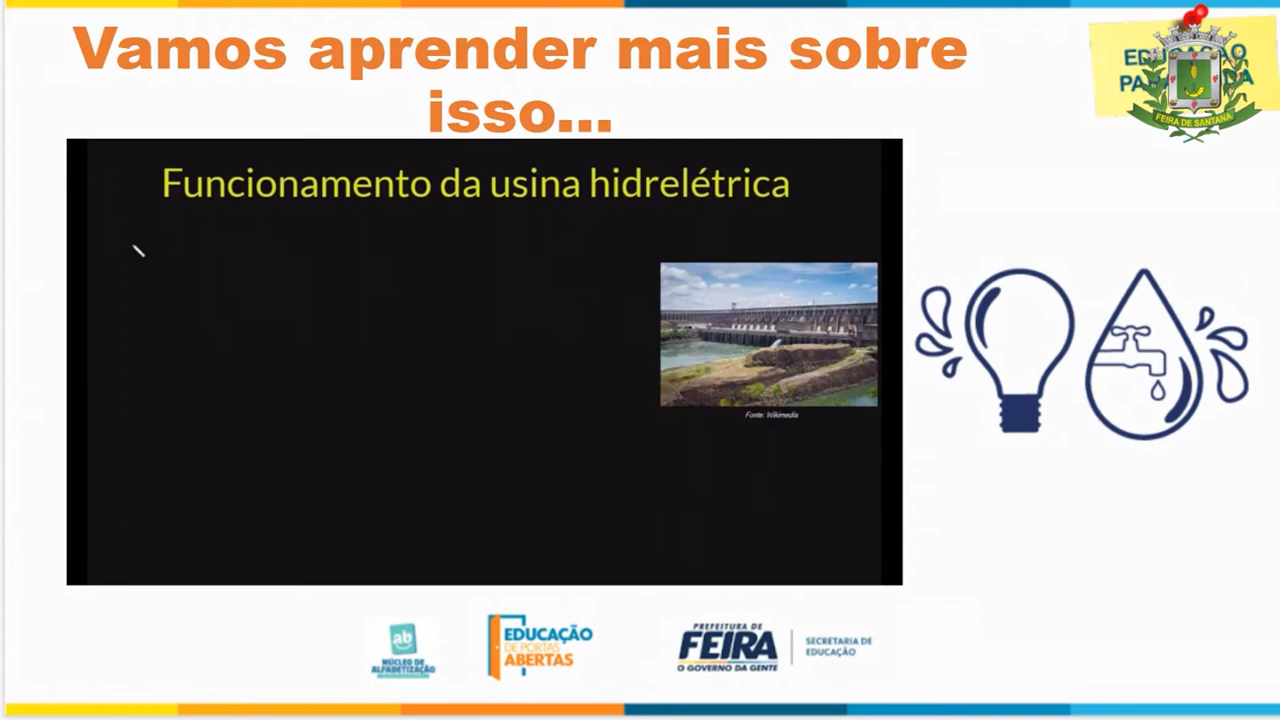 Vamos aprender mais sobre
isso...
FEIRA DE SANTANA
Funcionamento da usina hidrelétrica
Fonte: Wikimedia
ab
NÚCLEO DE
ALFABETIZAÇÃO
EDUCAÇÃO
DE PORTAS
ABERTAS
PREFEITURA DE
FEIRA
O GOVERNO DA GENTE
SECRETARIA DE
EDUCAÇÃO